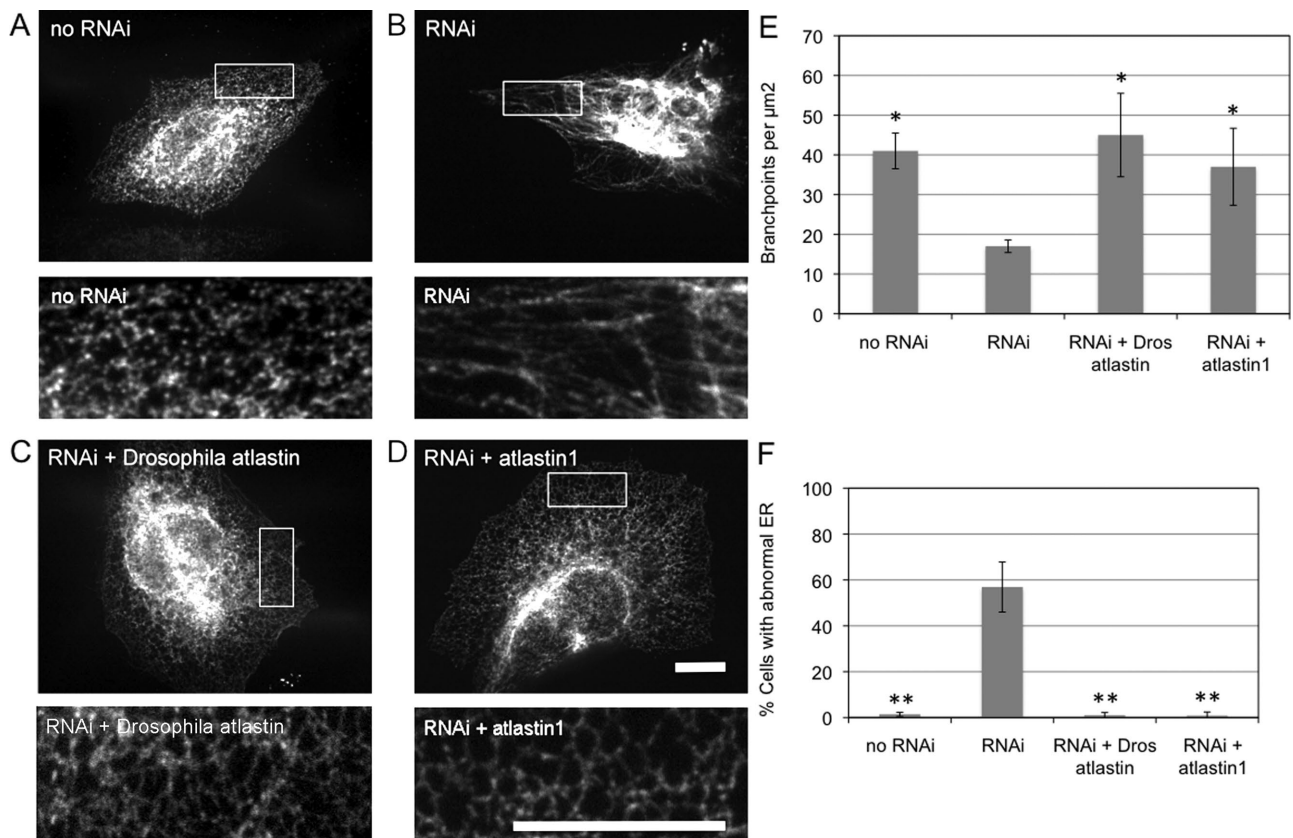 A
no RNAi
no RNAi
B
RNAi
RNAi
C
RNAi + Drosophila atlastin
RNAi + Drosophila atlastin
D
RNAi + atlastin1
RNAi + atlastin1
E
Branchpoints per µm2
70
60
50
40
30
20
10
0
*
*
*
no RNAi
RNAi
RNAi + Dros
atlastin
RNAi +
atlastin1
F
% Cells with abnormal ER
100
80
60
40
20
0
**
**
**
no RNAi
RNAi
RNAi + Dros
atlastin
RNAi +
atlastin1